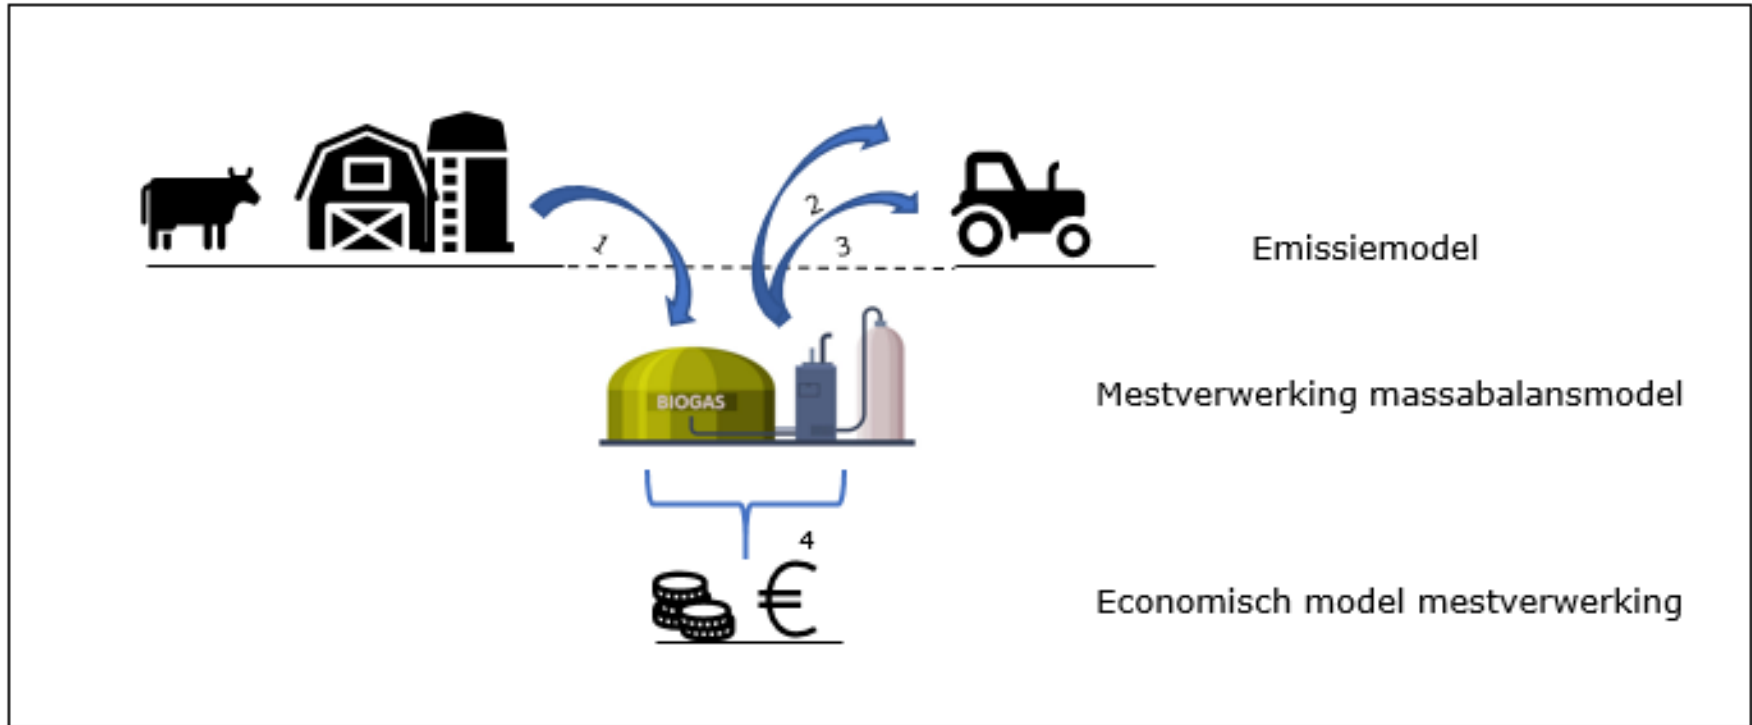 1
2
3
Emissiemodel
BIOGAS
Mestverwerking massabalansmodel
4
€
Economisch model mestverwerking